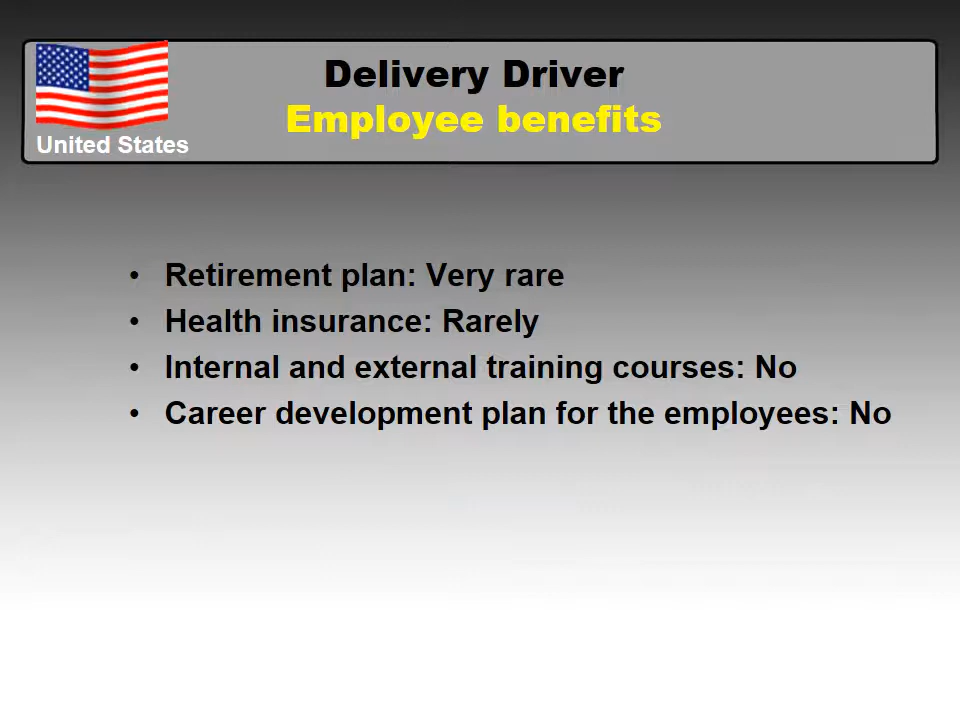 Delivery Driver
Employee benefits
United States
• Retirement plan: Very rare
• Health insurance: Rarely
• Internal and external training courses: No
• Career development plan for the employees: No